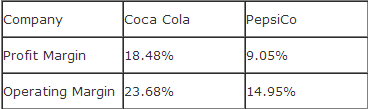 Company Coca Cola PepsiCo
Profit Margin 18.48% 9.05%
Operating Margin 23.68% 14.95%